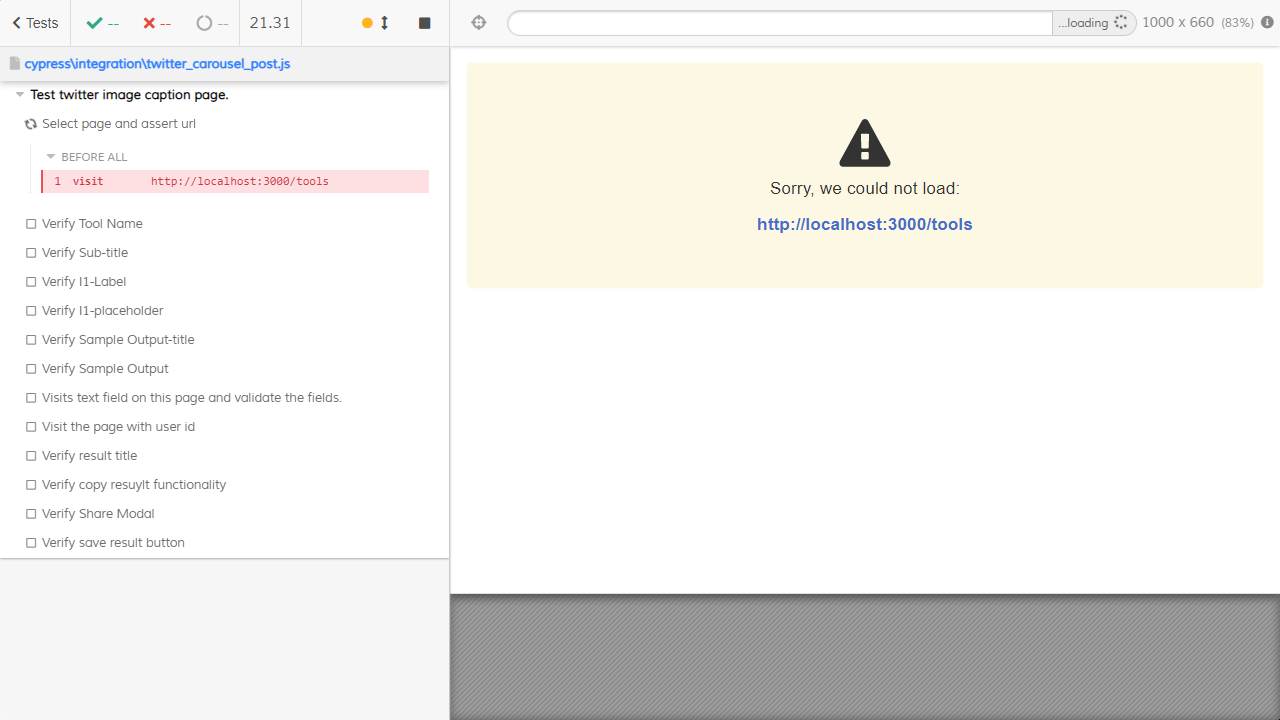 Tests
--
--
--
21.31
...loading
1000 x 660 (83%)
cypress\integration\twitter_carousel_post.js
Test twitter image caption page.
Select page and assert url
BEFORE ALL
1 visit http://localhost:3000/tools
Verify Tool Name
Verify Sub-title
Verify I1-Label
Verify I1-placeholder
Verify Sample Output-title
Verify Sample Output
Visits text field on this page and validate the fields.
Visit the page with user id
Verify result title
Verify copy resuylt functionality
Verify Share Modal
Verify save result button
Sorry, we could not load:
http://localhost:3000/tools